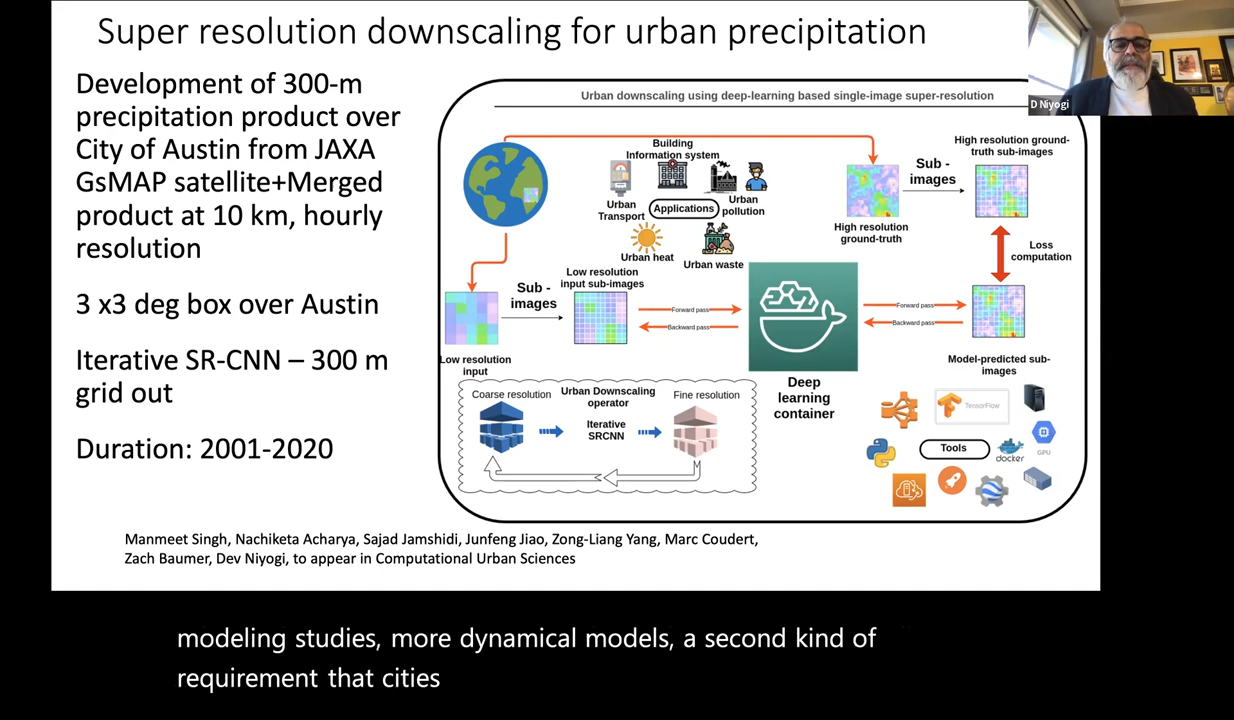 Super resolution downscaling for urban precipitation
Development of 300-m
precipitation product over
City of Austin from JAXA
GsMAP satellite+Merged
product at 10 km, hourly
resolution
3 x3 deg box over Austin
Iterative SR-CNN – 300 m
grid out
Duration: 2001-2020
Urban downscaling using deep-learning based single-image super-resolution
D Niyogi
Building
Information system
Urban
Transport
Applications
Urban
pollution
Urban heat
Urban waste
High resolution
ground-truth
Sub -
images
High resolution ground-
truth sub-images
Loss
computation
Low resolution
input
Sub -
images
Low resolution
input sub-images
Forward pass
Backward pass
Deep
learning
container
Forward pass
Backward pass
Model-predicted sub-
images
Coarse resolution
Urban Downscaling
operator
Iterative
SRCNN
Fine resolution
TensorFlow
Tools
docker
GPU
Manmeet Singh, Nachiketa Acharya, Sajad Jamshidi, Junfeng Jiao, Zong-Liang Yang, Marc Coudert,
Zach Baumer, Dev Niyogi, to appear in Computational Urban Sciences
modeling studies, more dynamical models, a second kind of
requirement that cities